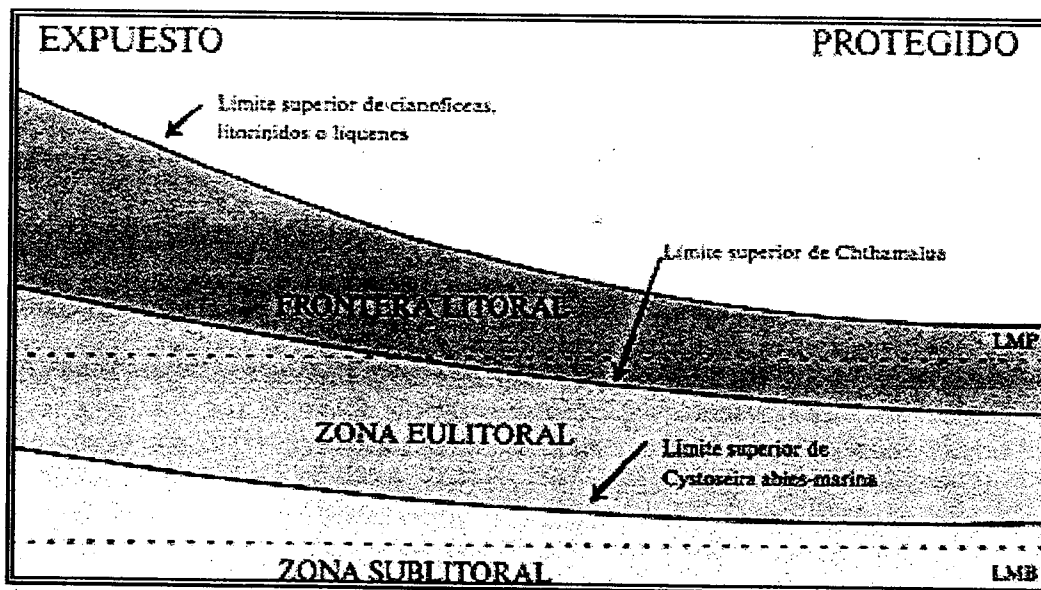 EXPUESTO
PROTEGIDO
Límite superior de cianofíceas,
litorínidos o líquenes
Límite superior de Chthamalus
FRONTERA LITORAL
LMP
ZONA EULITORAL
Límite superior de
Cystoseira abies-marina
ZONA SUBLITORAL
LMB